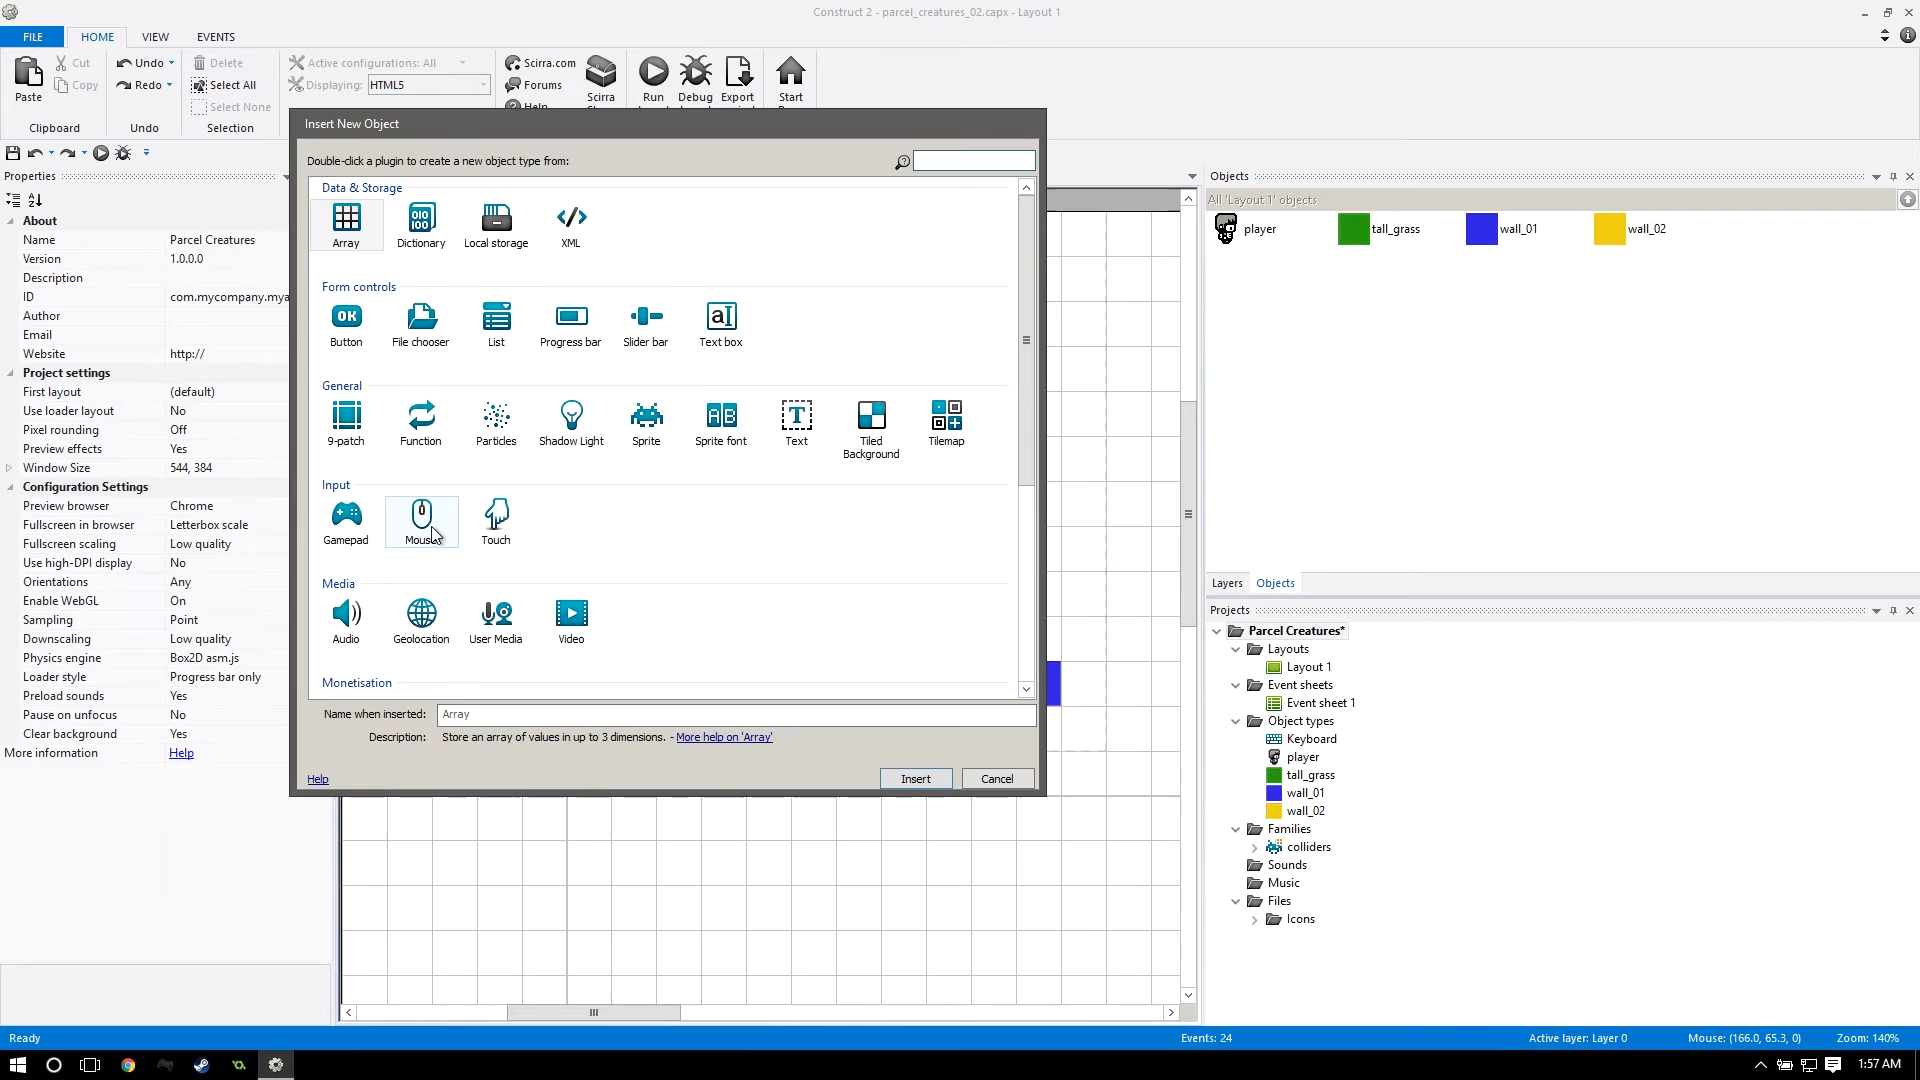 Construct 2 - parcel_creatures_02.capx - Layout 1
FILE HOME VIEW EVENTS
Paste Cut Copy Clipboard
Undo Redo Undo
Delete Select All Select None Selection
Active configurations: All
Displaying: HTML5
Scirra.com Forums Help
Scirra
Run Debug Export Start
Properties
About
Name Parcel Creatures
Version 1.0.0.0
Description
ID com.mycompany.mya
Author
Email
Website http://
Project settings
First layout (default)
Use loader layout No
Pixel rounding Off
Preview effects Yes
Window Size 544, 384
Configuration Settings
Preview browser Chrome
Fullscreen in browser Letterbox scale
Fullscreen scaling Low quality
Use high-DPI display No
Orientations Any
Enable WebGL On
Sampling Point
Downscaling Low quality
Physics engine Box2D asm.js
Loader style Progress bar only
Preload sounds Yes
Pause on unfocus No
Clear background Yes
More information Help
Insert New Object
Double-click a plugin to create a new object type from:
Data & Storage
Array Dictionary Local storage XML
Form controls
OK aI
Button File chooser List Progress bar Slider bar Text box
General
AB T
9-patch Function Particles Shadow Light Sprite Sprite font Text Tiled Background Tilemap
Input
Gamepad Mouse Touch
Media
Audio Geolocation User Media Video
Monetisation
Name when inserted: Array
Description: Store an array of values in up to 3 dimensions. - More help on 'Array'
Help Insert Cancel
Objects
All 'Layout 1' objects
player tall_grass wall_01 wall_02
Layers Objects
Projects
Parcel Creatures*
Layouts
Layout 1
Event sheets
Event sheet 1
Object types
Keyboard
player
tall_grass
wall_01
wall_02
Families
colliders
Sounds
Music
Files
Icons
Ready Events: 24 Active layer: Layer 0 Mouse: (166.0, 65.3, 0) Zoom: 140%
1:57 AM